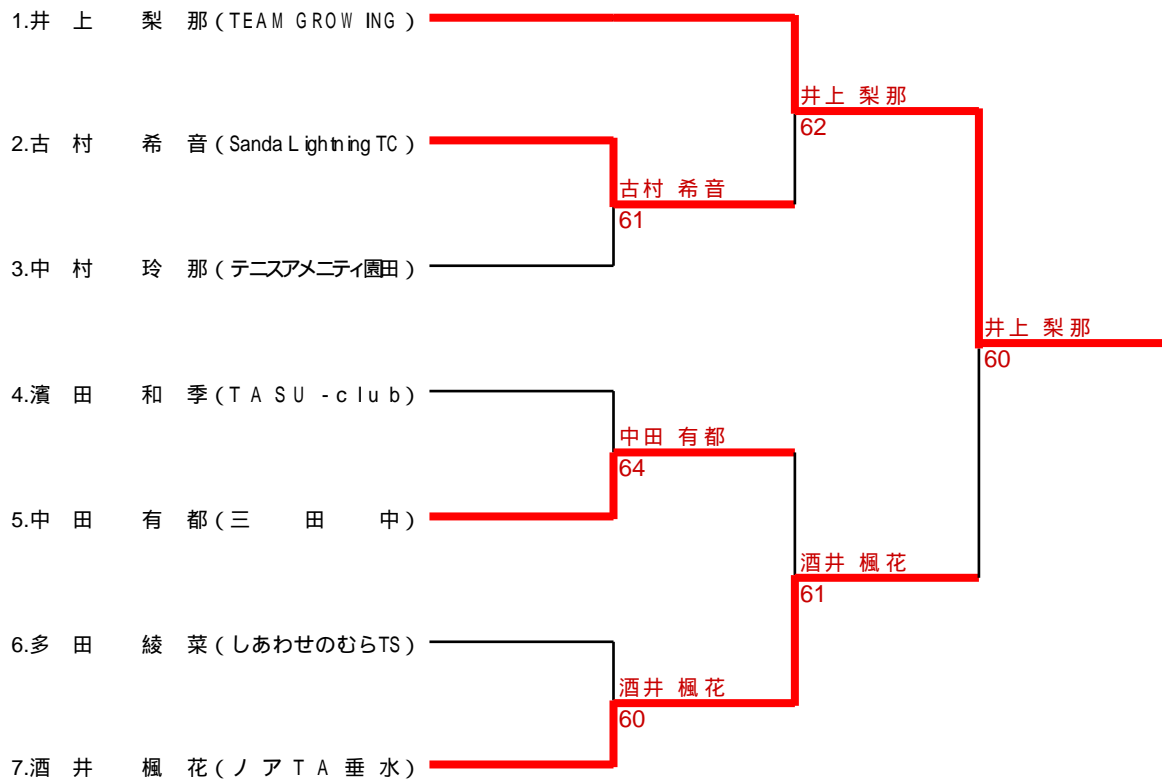 1.井上 梨那(TEAM GROWING)
井上 梨那
62
2.古村 希音(Sanda Lightning TC)
古村 希音
61
3.中村 玲那(テニスアメニティ園田)
井上 梨那
60
4.濱田 和季(TASU-club)
中田 有都
64
5.中田 有都(三田中)
酒井 楓花
61
6.多田 綾菜(しあわせのむらTS)
酒井 楓花
60
7.酒井 楓花(ノアTA垂水)